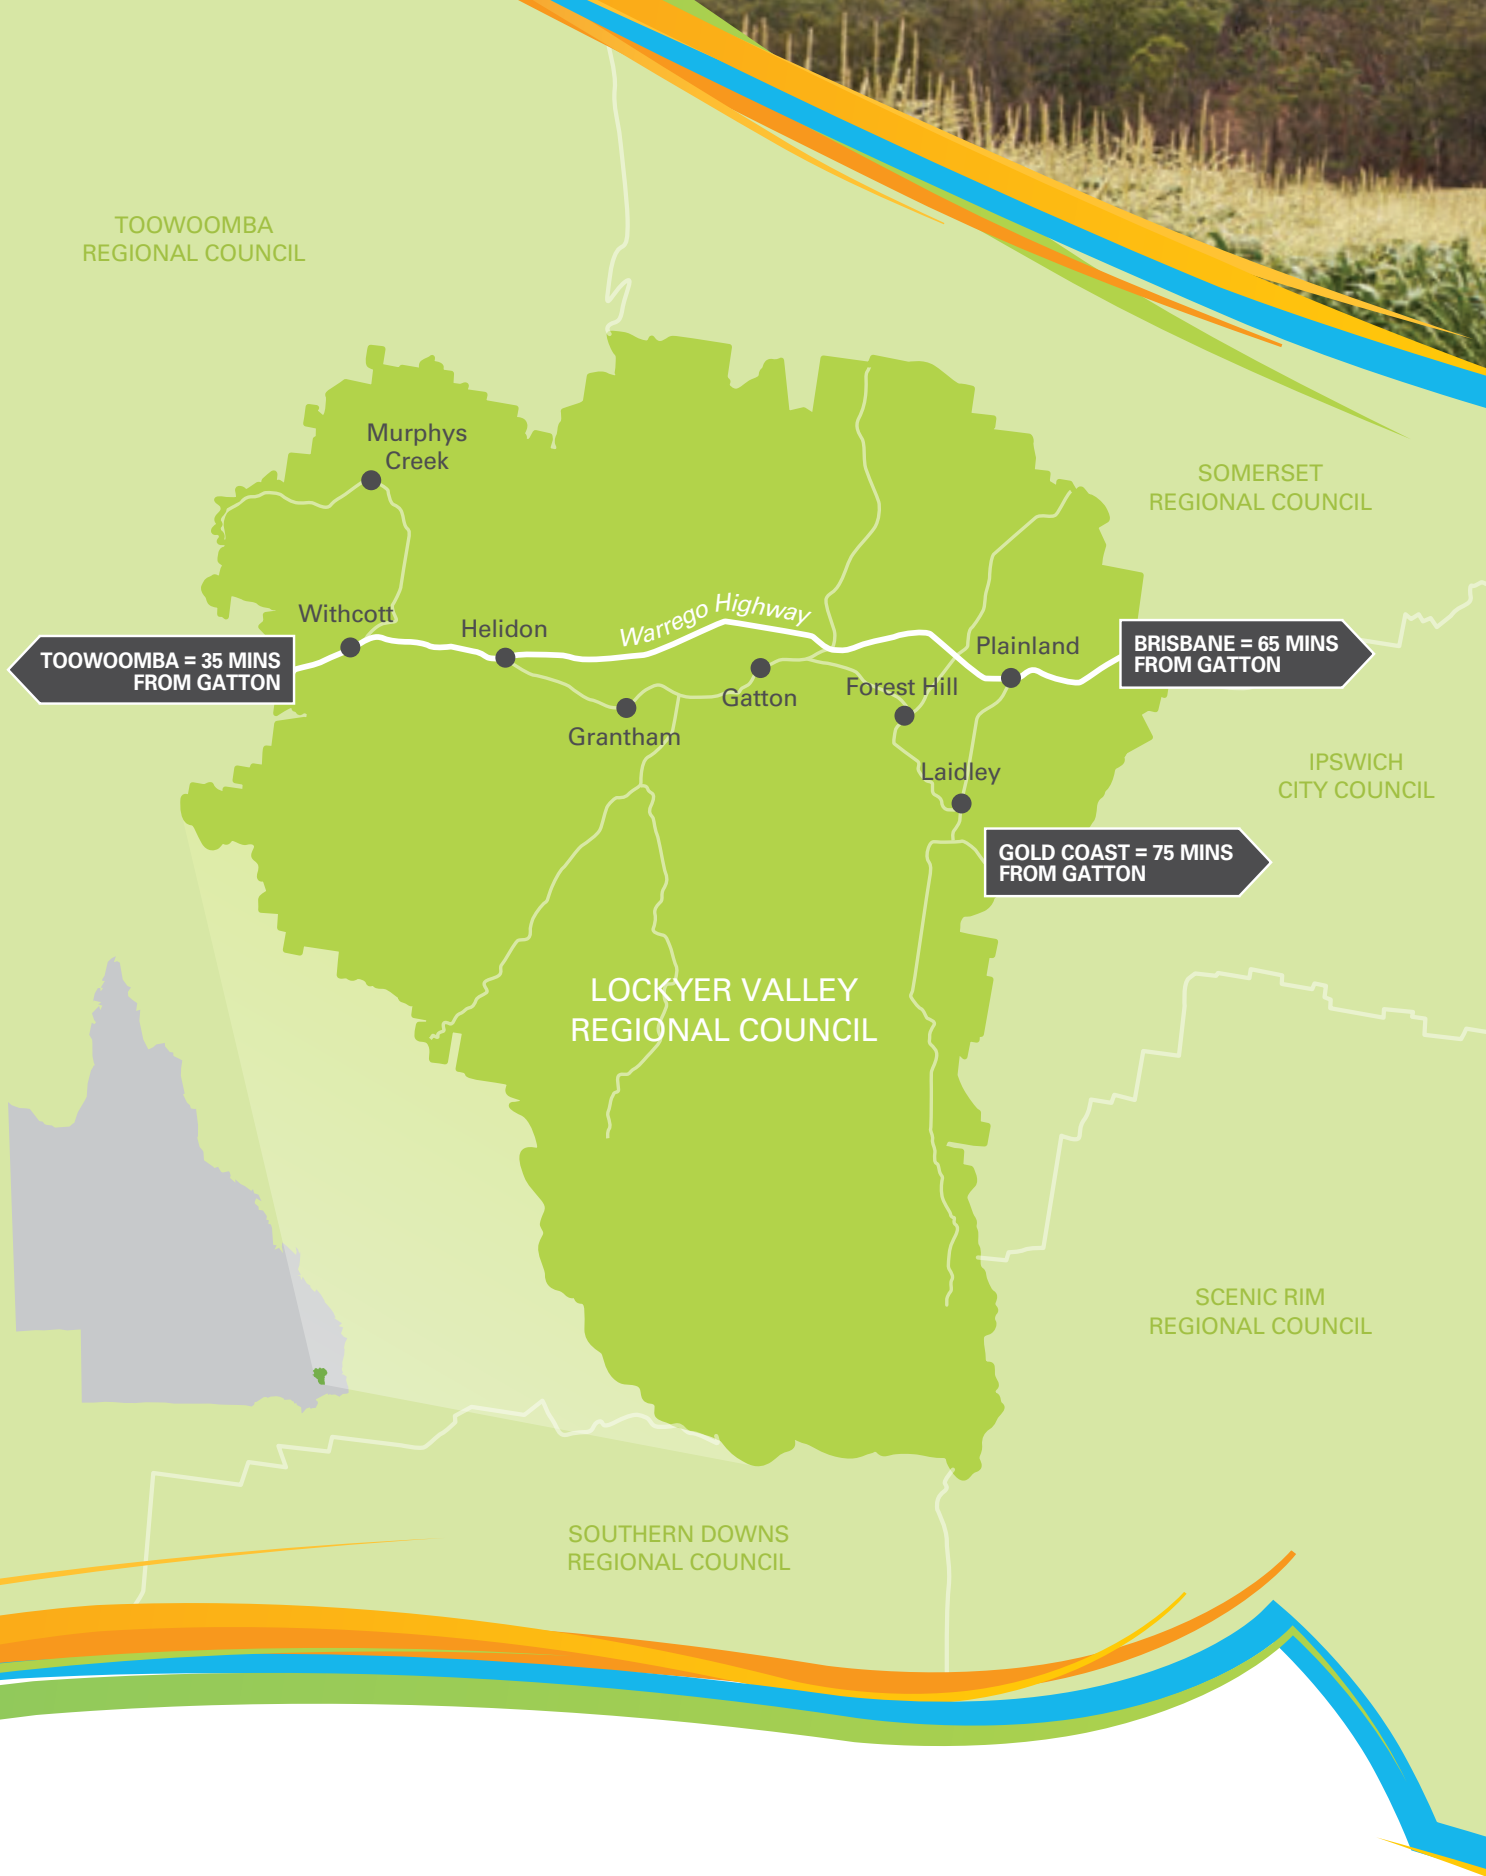 TOOWOOMBA
REGIONAL COUNCIL
Murphys
Creek
SOMERSET
REGIONAL COUNCIL
Withcott
Helidon
Warrego Highway
Plainland
TOOWOOMBA = 35 MINS
FROM GATTON
BRISBANE = 65 MINS
FROM GATTON
Gatton
Forest Hill
Grantham
Laidley
IPSWICH
CITY COUNCIL
GOLD COAST = 75 MINS
FROM GATTON
LOCKYER VALLEY
REGIONAL COUNCIL
SCENIC RIM
REGIONAL COUNCIL
SOUTHERN DOWNS
REGIONAL COUNCIL